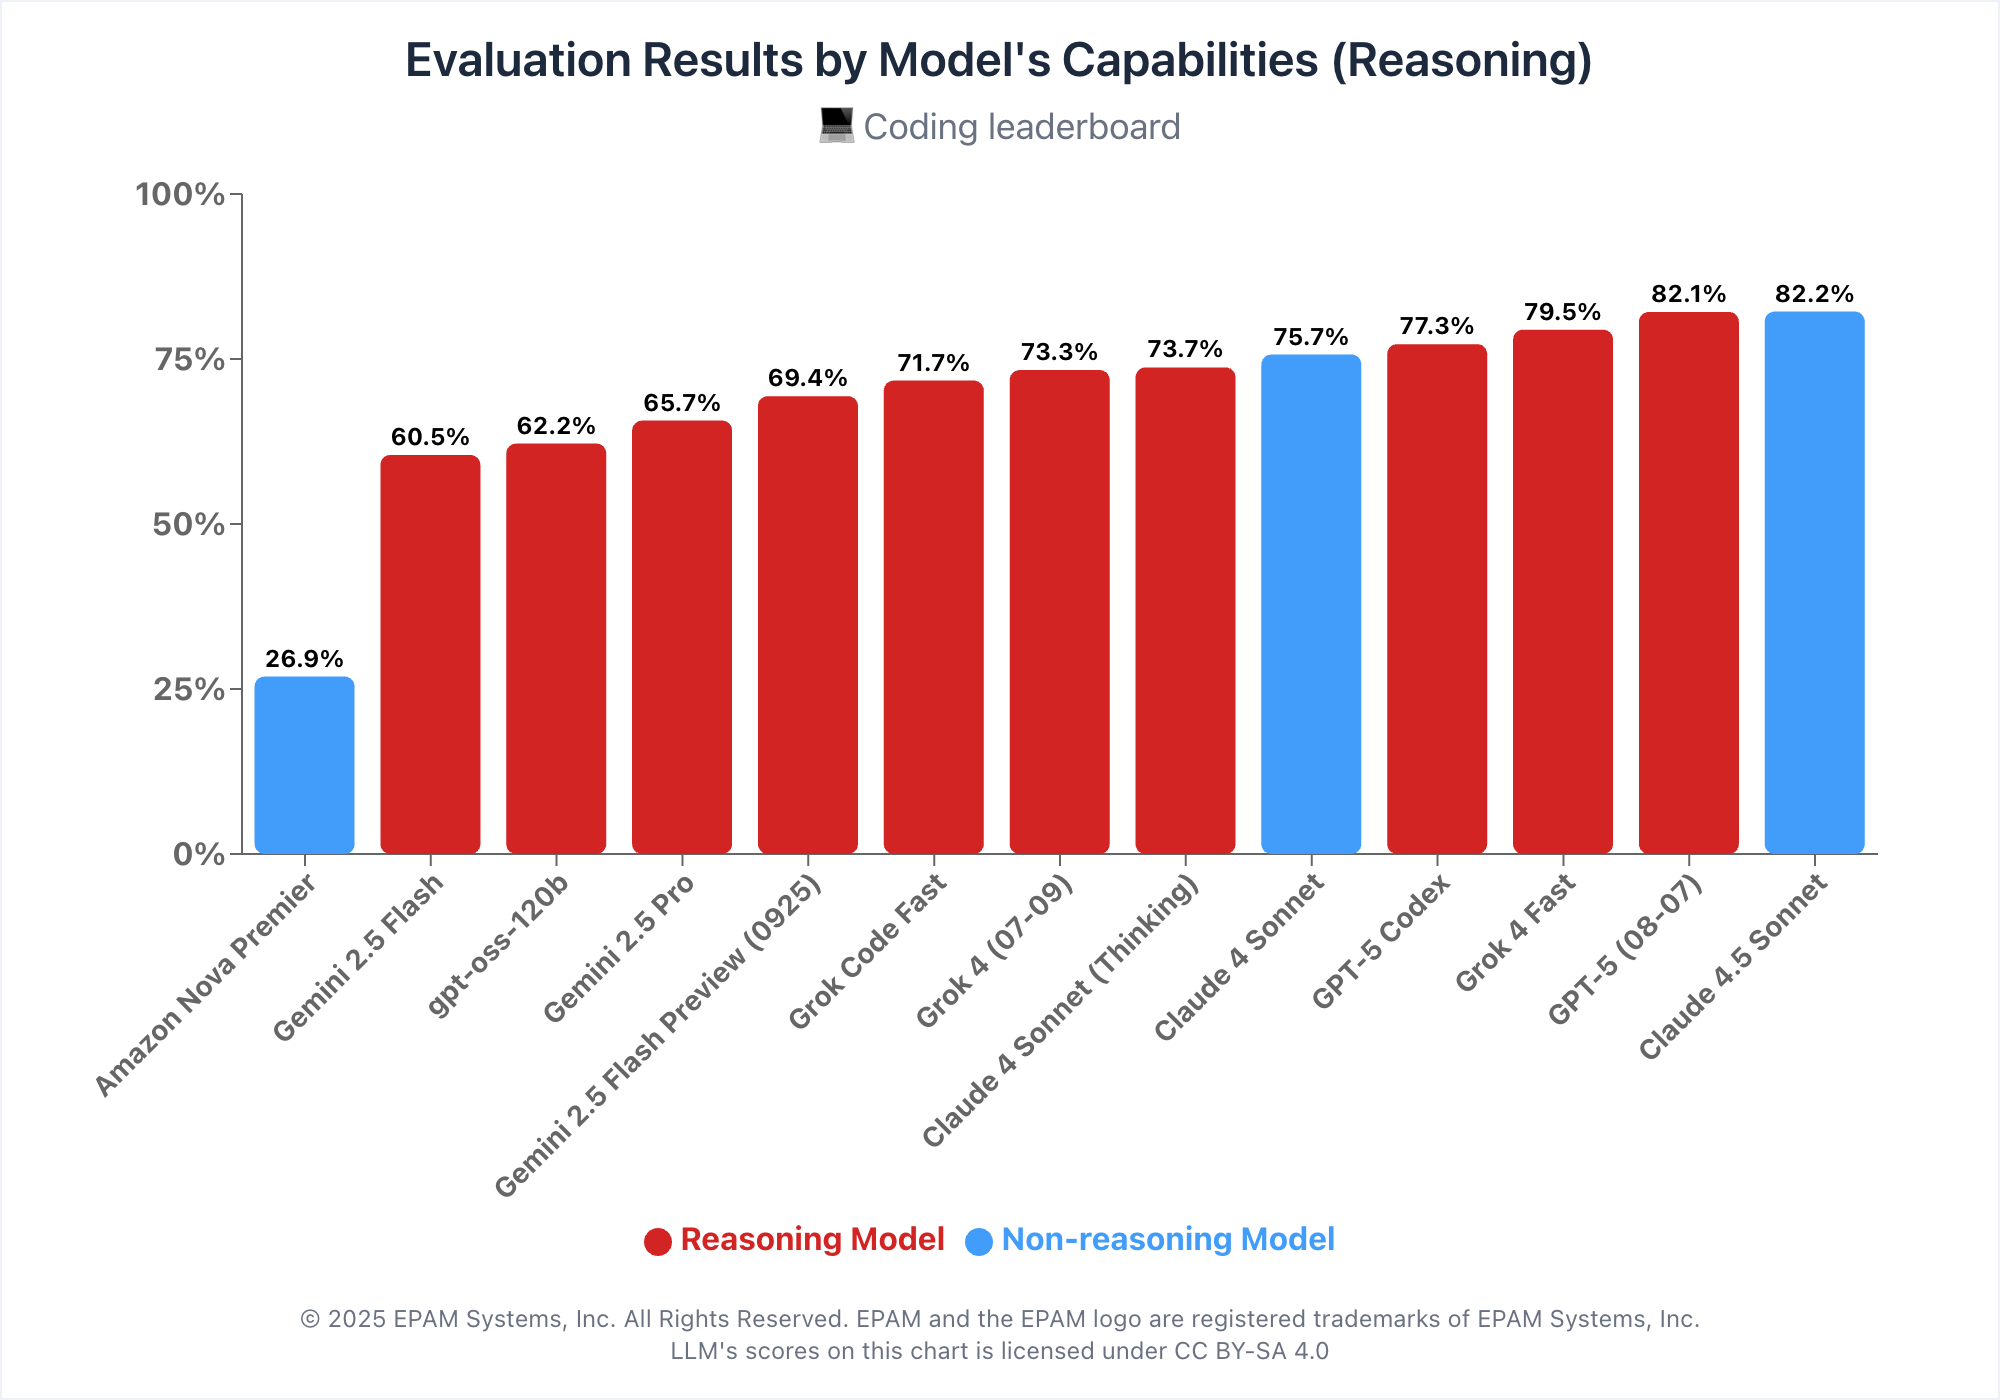 Evaluation Results by Model's Capabilities (Reasoning)
💻 Coding leaderboard
100%
75%
50%
25%
0%
26.9%
60.5%
62.2%
65.7%
69.4%
71.7%
73.3%
73.7%
75.7%
77.3%
79.5%
82.1%
82.2%
Amazon Nova Premier
Gemini 2.5 Flash
gpt-oss-120b
Gemini 2.5 Pro
Gemini 2.5 Flash Preview (0925)
Grok Code Fast
Grok 4 (07-09)
Claude 4 Sonnet (Thinking)
Claude 4 Sonnet
GPT-5 Codex
Grok 4 Fast
GPT-5 (08-07)
Claude 4.5 Sonnet
Reasoning Model
Non-reasoning Model
© 2025 EPAM Systems, Inc. All Rights Reserved. EPAM and the EPAM logo are registered trademarks of EPAM Systems, Inc.
LLM's scores on this chart is licensed under CC BY-SA 4.0